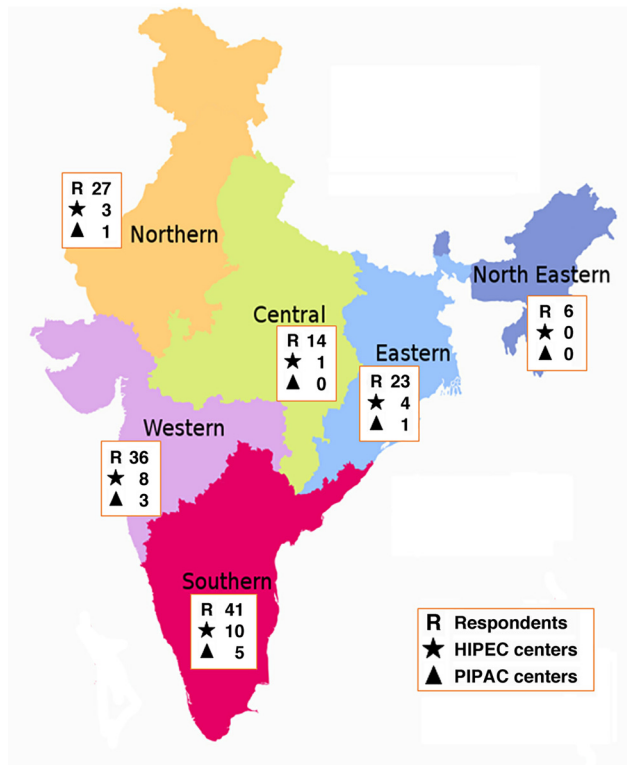 R 27
★ 3
▲ 1
Northern
North Eastern
R 6
★ 0
▲ 0
Central
R 14
★ 1
▲ 0
Eastern
R 23
★ 4
▲ 1
Western
R 36
★ 8
▲ 3
Southern
R 41
★ 10
▲ 5
R Respondents
★ HIPEC centers
▲ PIPAC centers